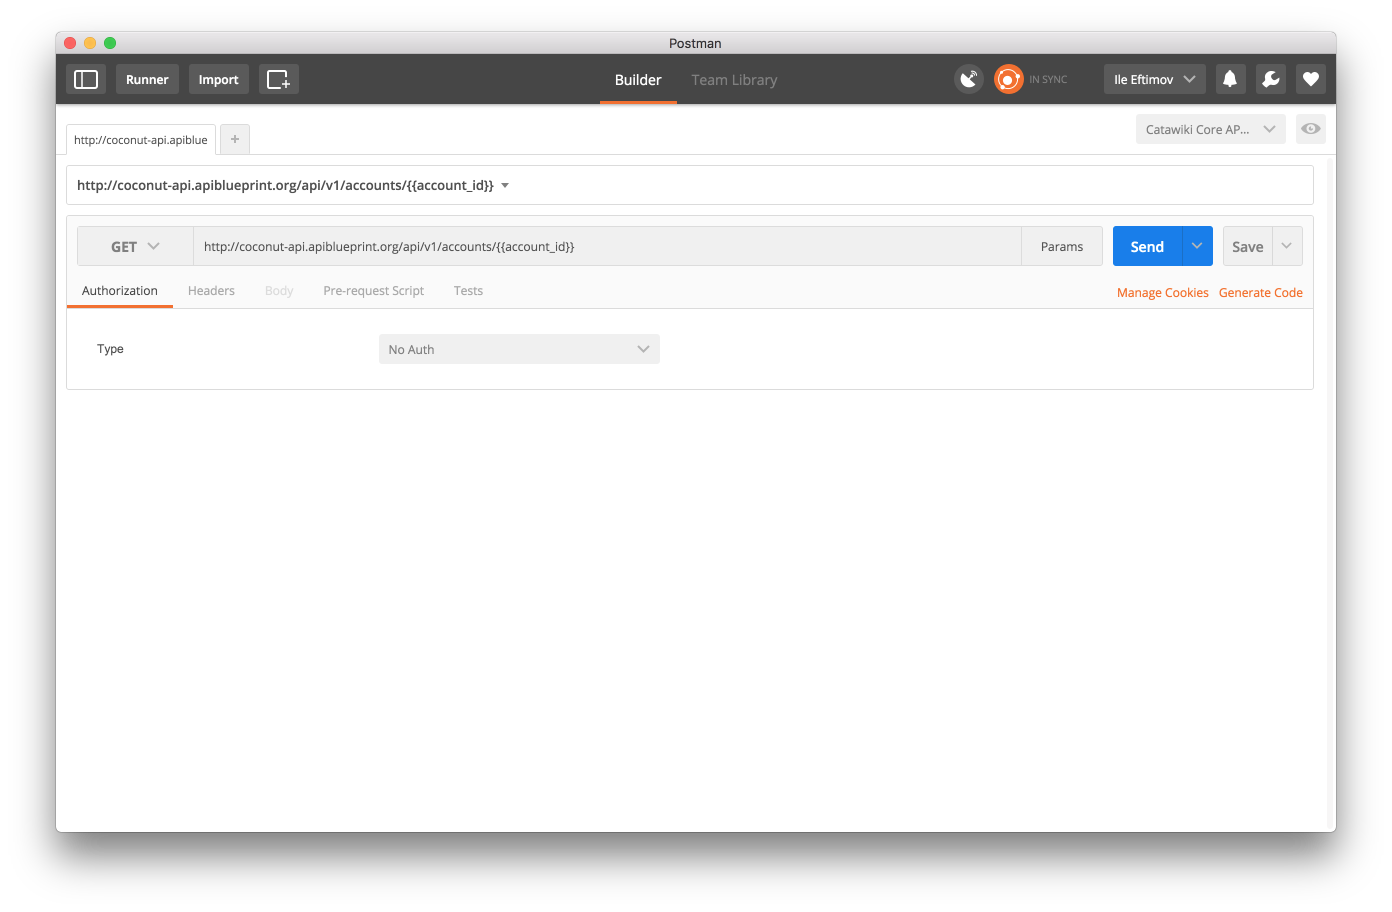 Postman
Runner Import Builder Team Library IN SYNC Ile Eftimov
http://coconut-api.apiblue + Catawiki Core AP...
http://coconut-api.apiblueprint.org/api/v1/accounts/{{account_id}}
GET http://coconut-api.apiblueprint.org/api/v1/accounts/{{account_id}} Params Send Save
Authorization Headers Body Pre-request Script Tests Manage Cookies Generate Code
Type No Auth